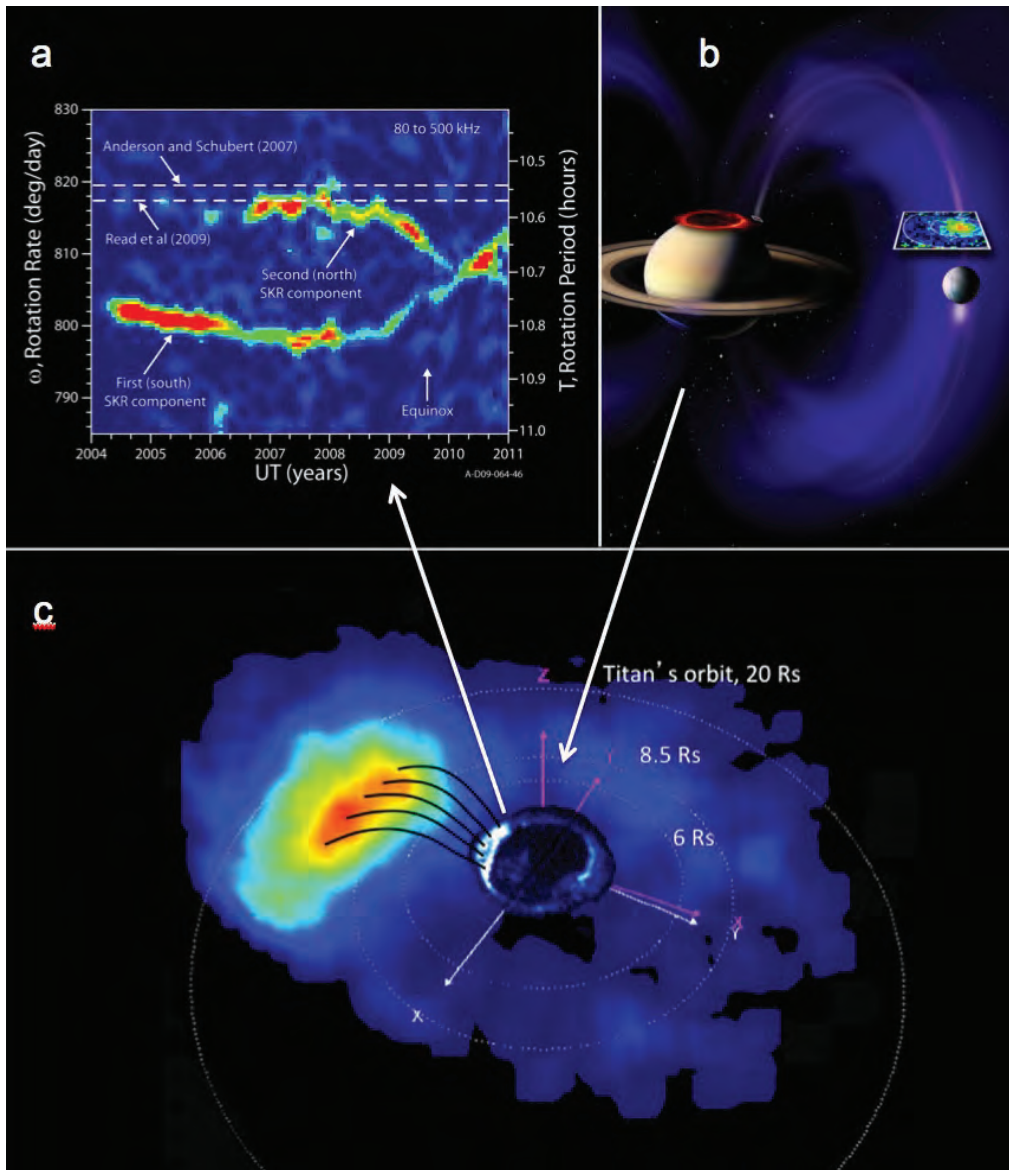 a
80 to 500 kHz
Anderson and Schubert (2007)
Read et al (2009)
Second (north)
SKR component
First (south)
SKR component
Equinox
ω, Rotation Rate (deg/day)
830
820
810
800
790
T, Rotation Period (hours)
10.5
10.6
10.7
10.8
10.9
11.0
2004 2005 2006 2007 2008 2009 2010 2011
UT (years)
A-D09-064-46
b
c
Titan's orbit, 20 Rs
Z
8.5 Rs
Y
6 Rs
X
Y
X